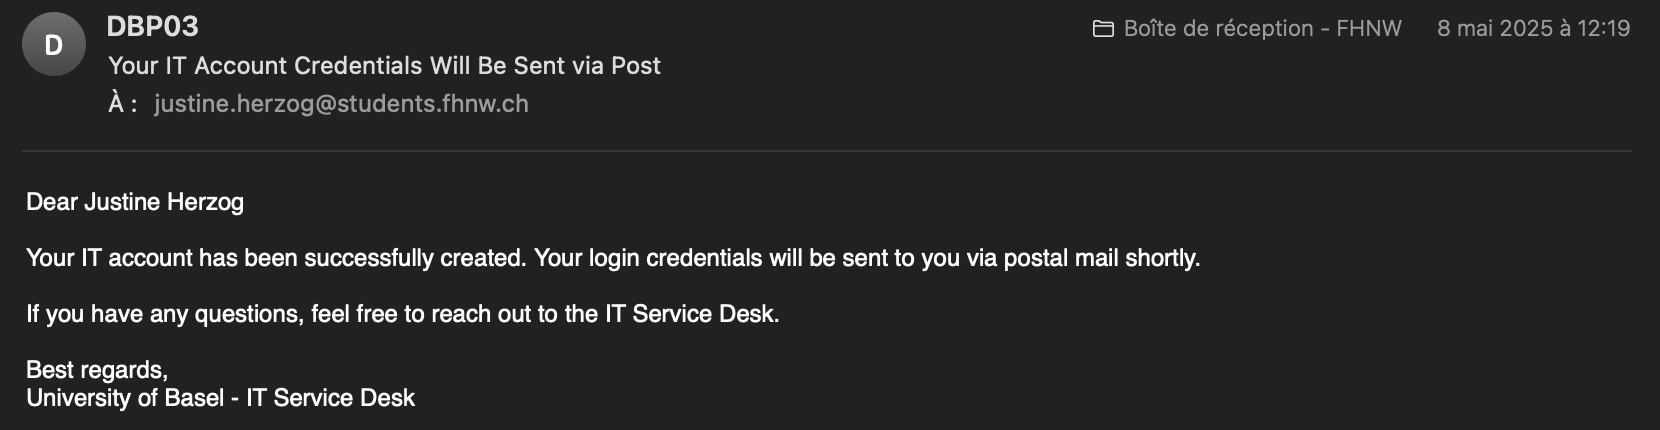 D
DBP03
Boîte de réception - FHNW 8 mai 2025 à 12:19
Your IT Account Credentials Will Be Sent via Post
À : justine.herzog@students.fhnw.ch
Dear Justine Herzog
Your IT account has been successfully created. Your login credentials will be sent to you via postal mail shortly.
If you have any questions, feel free to reach out to the IT Service Desk.
Best regards,
University of Basel - IT Service Desk